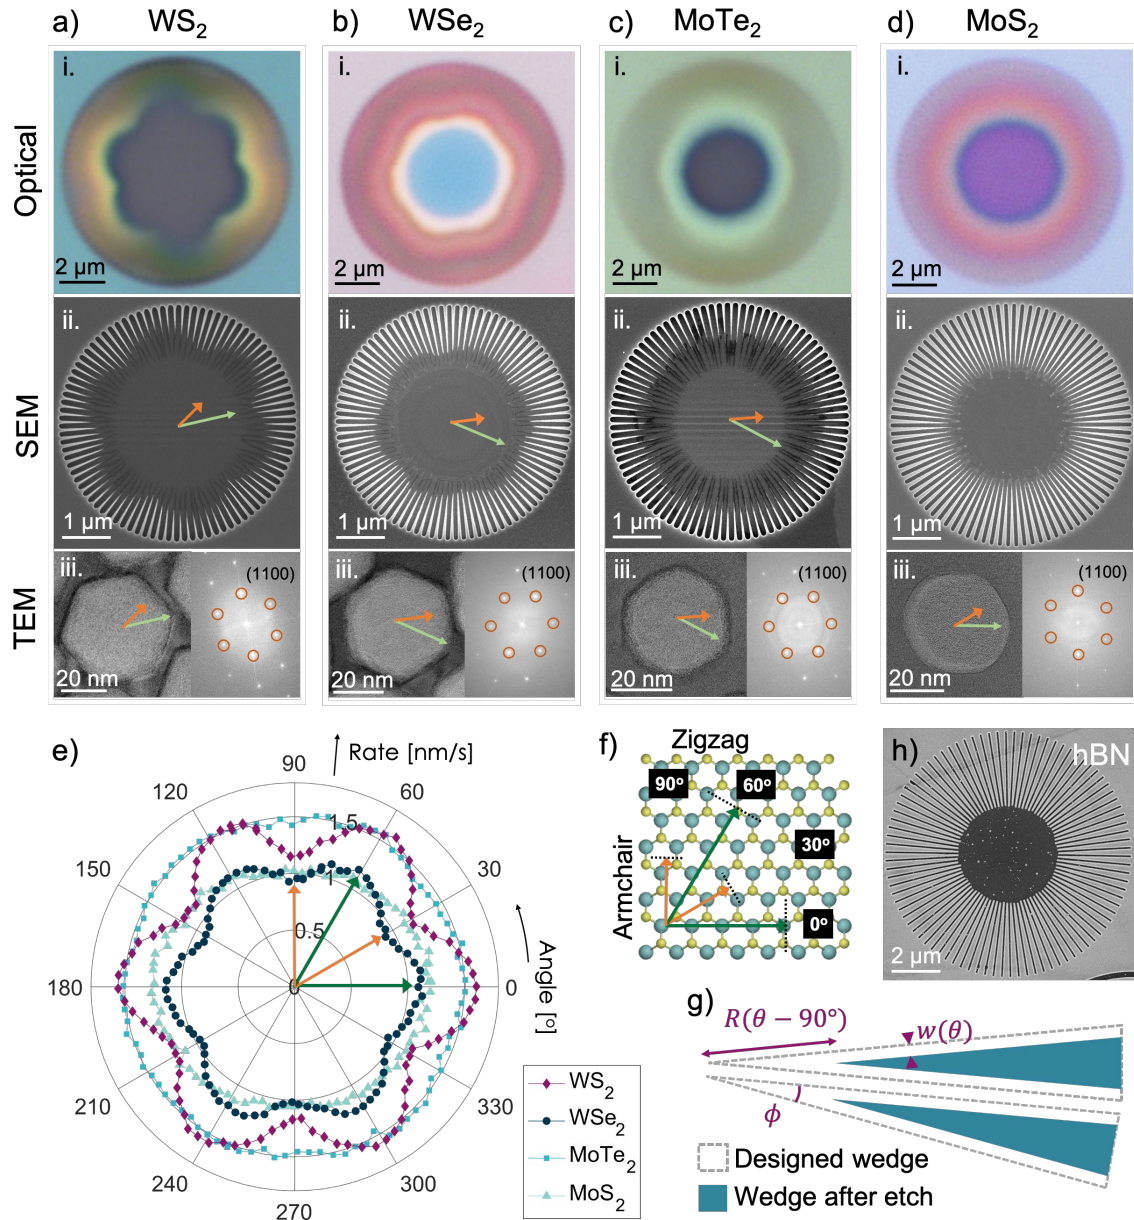 a) WS2
b) WSe2
c) MoTe2
d) MoS2
Optical
i.
i.
i.
i.
2 μm
2 μm
2 μm
2 μm
SEM
ii.
ii.
ii.
ii.
1 μm
1 μm
1 μm
1 μm
TEM
iii.
(1100)
iii.
(1100)
iii.
(1100)
iii.
(1100)
20 nm
20 nm
20 nm
20 nm
e)
Rate [nm/s]
90
120
60
1.5
150
30
1
0.5
Angle [º]
180
0
0
210
330
240
300
270
WS2
WSe2
MoTe2
MoS2
f)
Zigzag
90º
60º
30º
0º
Armchair
h)
hBN
2 μm
g)
R(θ − 90°)
w(θ)
ϕ
Designed wedge
Wedge after etch